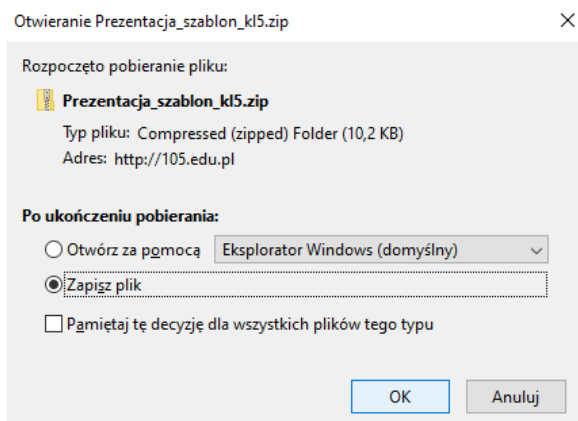 Otwieranie Prezentacja_szablon_kl5.zip
Rozpoczęto pobieranie pliku:
Prezentacja_szablon_kl5.zip
Typ pliku: Compressed (zipped) Folder (10,2 KB)
Adres: http://105.edu.pl
Po ukończeniu pobierania:
Otwórz za pomocą Eksplorator Windows (domyślny)
Zapisz plik
Pamiętaj tę decyzję dla wszystkich plików tego typu
OK Anuluj